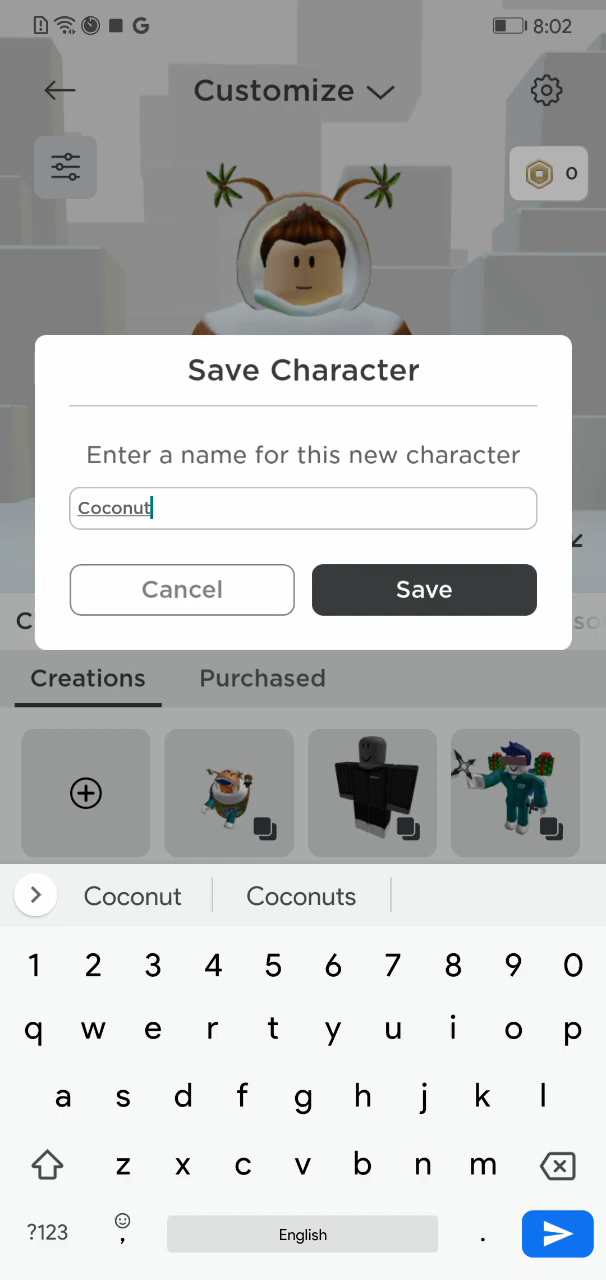 8:02
Customize
0
Save Character
Enter a name for this new character
Coconut
Cancel
Save
Creations
Purchased
Coconut
Coconuts
1 2 3 4 5 6 7 8 9 0
q w e r t y u i o p
a s d f g h j k l
z x c v b n m
?123
,
English
.